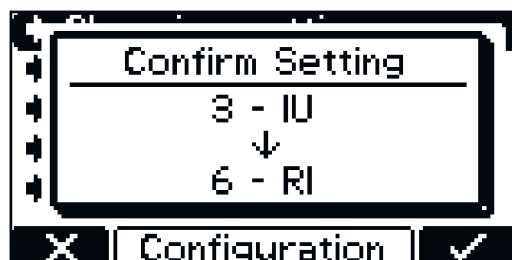 Confirm Setting
3 - IU
↓
6 - RI
Configuration